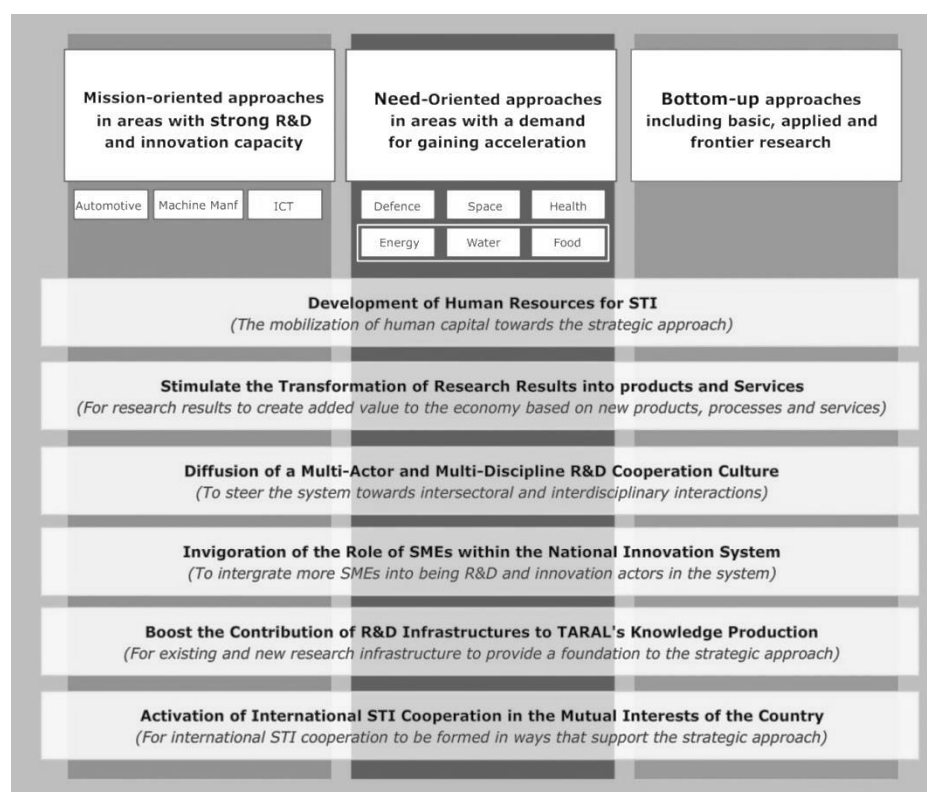 Mission-oriented approaches
in areas with strong R&D
and innovation capacity
Need-Oriented approaches
in areas with a demand
for gaining acceleration
Bottom-up approaches
including basic, applied and
frontier research
Automotive
Machine Manf
ICT
Defence
Space
Health
Energy
Water
Food
Development of Human Resources for STI
(The mobilization of human capital towards the strategic approach)
Stimulate the Transformation of Research Results into products and Services
(For research results to create added value to the economy based on new products, processes and services)
Diffusion of a Multi-Actor and Multi-Discipline R&D Cooperation Culture
(To steer the system towards intersectoral and interdisciplinary interactions)
Invigoration of the Role of SMEs within the National Innovation System
(To intergrate more SMEs into being R&D and innovation actors in the system)
Boost the Contribution of R&D Infrastructures to TARAL's Knowledge Production
(For existing and new research infrastructure to provide a foundation to the strategic approach)
Activation of International STI Cooperation in the Mutual Interests of the Country
(For international STI cooperation to be formed in ways that support the strategic approach)